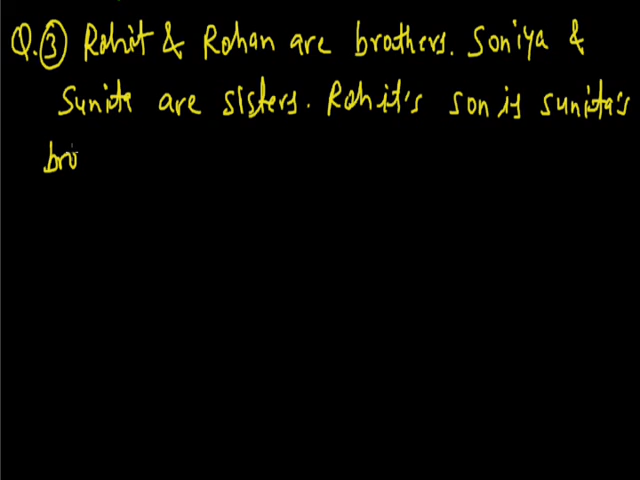 Q.③ Rohit & Rohan are brothers. Soniya &
Sunita are sisters. Rohit's son is sunita's
bro